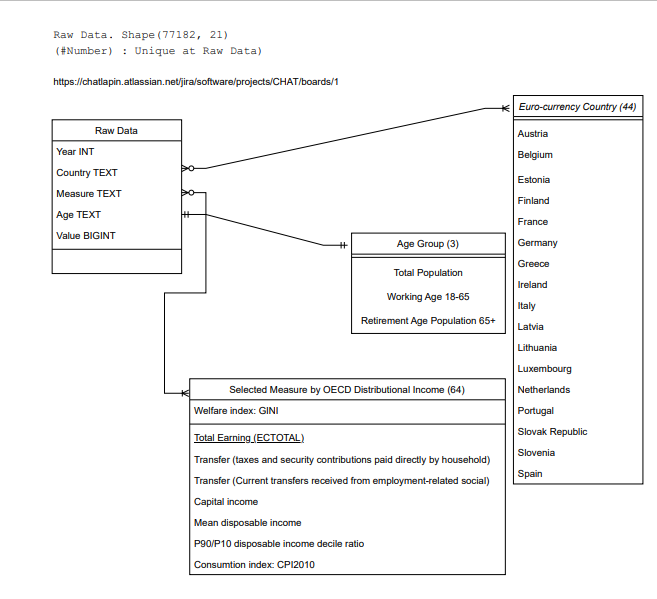 Raw Data. Shape(77182, 21)
(#Number) : Unique at Raw Data)
https://chatlapin.atlassian.net/jira/software/projects/CHAT/boards/1
Raw Data
Year INT
Country TEXT
Measure TEXT
Age TEXT
Value BIGINT
Euro-currency Country (44)
Austria
Belgium
Estonia
Finland
France
Germany
Greece
Ireland
Italy
Latvia
Lithuania
Luxembourg
Netherlands
Portugal
Slovak Republic
Slovenia
Spain
Age Group (3)
Total Population
Working Age 18-65
Retirement Age Population 65+
Selected Measure by OECD Distributional Income (64)
Welfare index: GINI
Total Earning (ECTOTAL)
Transfer (taxes and security contributions paid directly by household)
Transfer (Current transfers received from employment-related social)
Capital income
Mean disposable income
P90/P10 disposable income decile ratio
Consumtion index: CPI2010